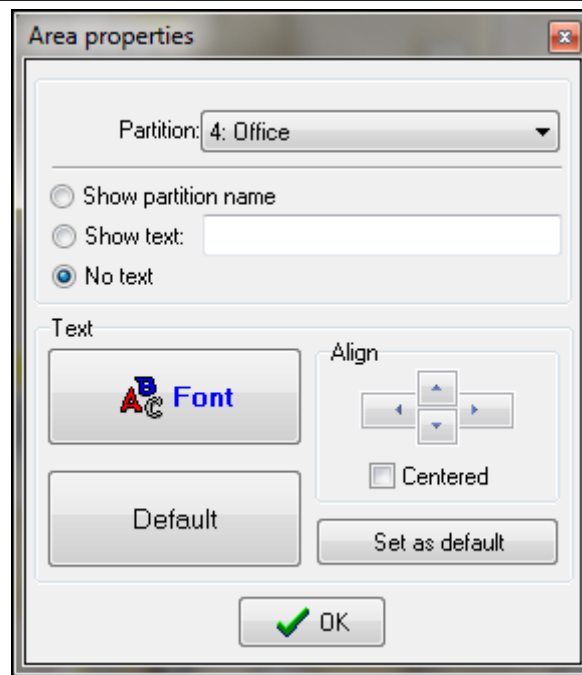 Area properties
Partition: 4: Office
Show partition name
Show text:
No text
Text
ABC Font
Align
Centered
Default
Set as default
OK